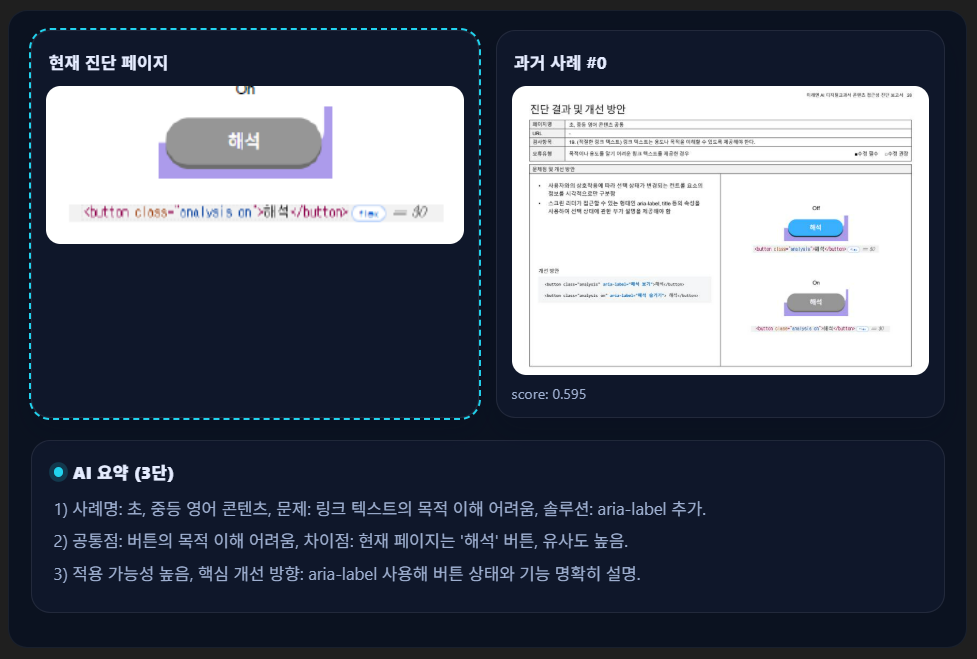 현재 진단 페이지
On
해석
<button class="analysis on">해석</button> flex == $0
과거 사례 #0
진단 결과 및 개선 방안
페이지명 초, 중등 영어 콘텐츠 공통
URL -
검사항목 19. (적절한 링크 텍스트) 링크 텍스트는 용도나 목적을 이해할 수 있도록 제공해야 한다.
오류유형 목적이나 용도를 알기 어려운 링크 텍스트를 제공한 경우 ■수정 필수 □수정 권장
문제점 및 개선 방안
• 사용자와의 상호작용에 따라 선택 상태가 변경되는 컨트롤 요소의
정보를 시각적으로만 구분함
• 스크린 리더가 접근할 수 있는 형태인 aria-label, title 등의 속성을
사용하여 선택 상태에 관한 부가 설명을 제공해야 함
개선 방안
<button class="analysis" aria-label="해석 보기">해석</button>
<button class="analysis on" aria-label="해석 숨기기"> 해석</button>
Off
해석
<button class="analysis">해석</button> flex == $0
On
해석
<button class="analysis on">해석</button> flex == $0
score: 0.595
AI 요약 (3단)
1) 사례명: 초, 중등 영어 콘텐츠, 문제: 링크 텍스트의 목적 이해 어려움, 솔루션: aria-label 추가.
2) 공통점: 버튼의 목적 이해 어려움, 차이점: 현재 페이지는 '해석' 버튼, 유사도 높음.
3) 적용 가능성 높음, 핵심 개선 방향: aria-label 사용해 버튼 상태와 기능 명확히 설명.